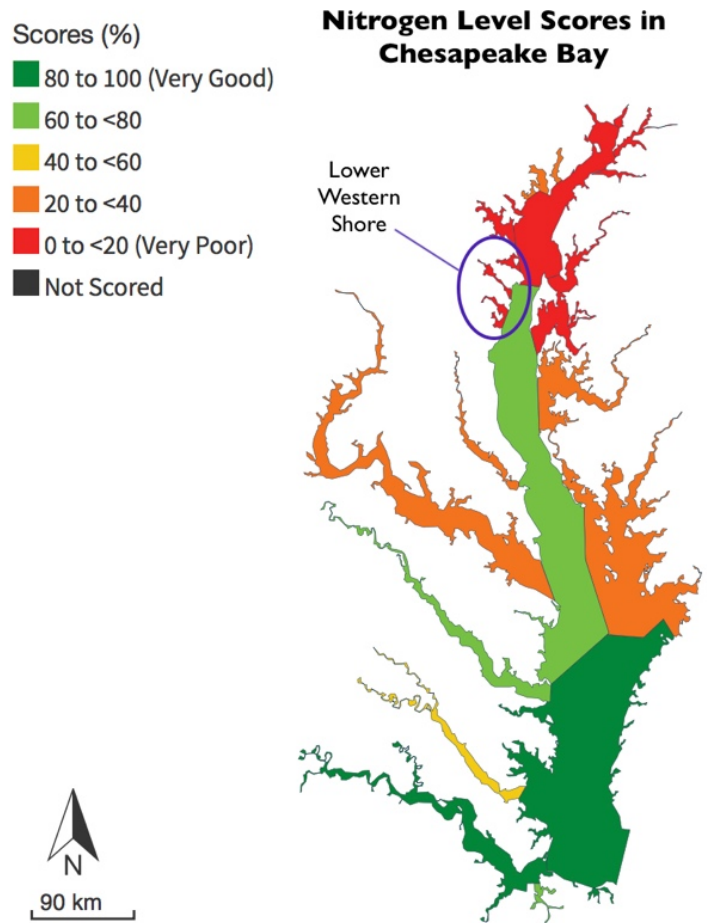 Nitrogen Level Scores in
Chesapeake Bay
Scores (%)
80 to 100 (Very Good)
60 to <80
40 to <60
20 to <40
0 to <20 (Very Poor)
Not Scored
Lower
Western
Shore
N
90 km